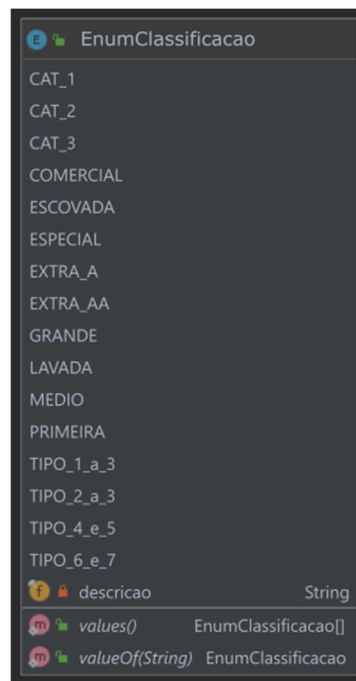 E EnumClassificacao
CAT_1
CAT_2
CAT_3
COMERCIAL
ESCOVADA
ESPECIAL
EXTRA_A
EXTRA_AA
GRANDE
LAVADA
MEDIO
PRIMEIRA
TIPO_1_a_3
TIPO_2_a_3
TIPO_4_e_5
TIPO_6_e_7
f descricao String
m values() EnumClassificacao[]
m valueOf(String) EnumClassificacao